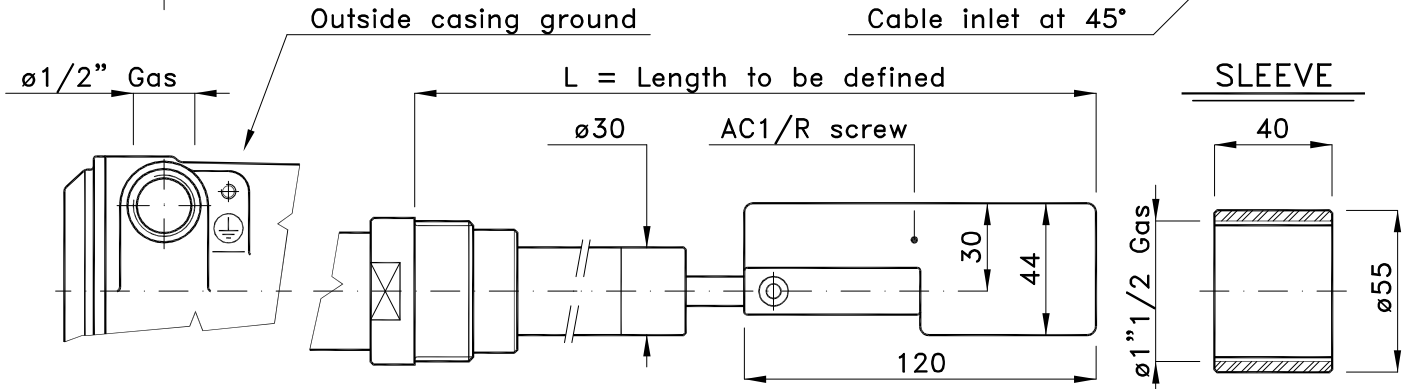 Outside casing ground
Cable inlet at 45°
ø1/2” Gas
L = Length to be defined
SLEEVE
ø30
AC1/R screw
40
30
44
ø1”1/2 Gas
ø55
120